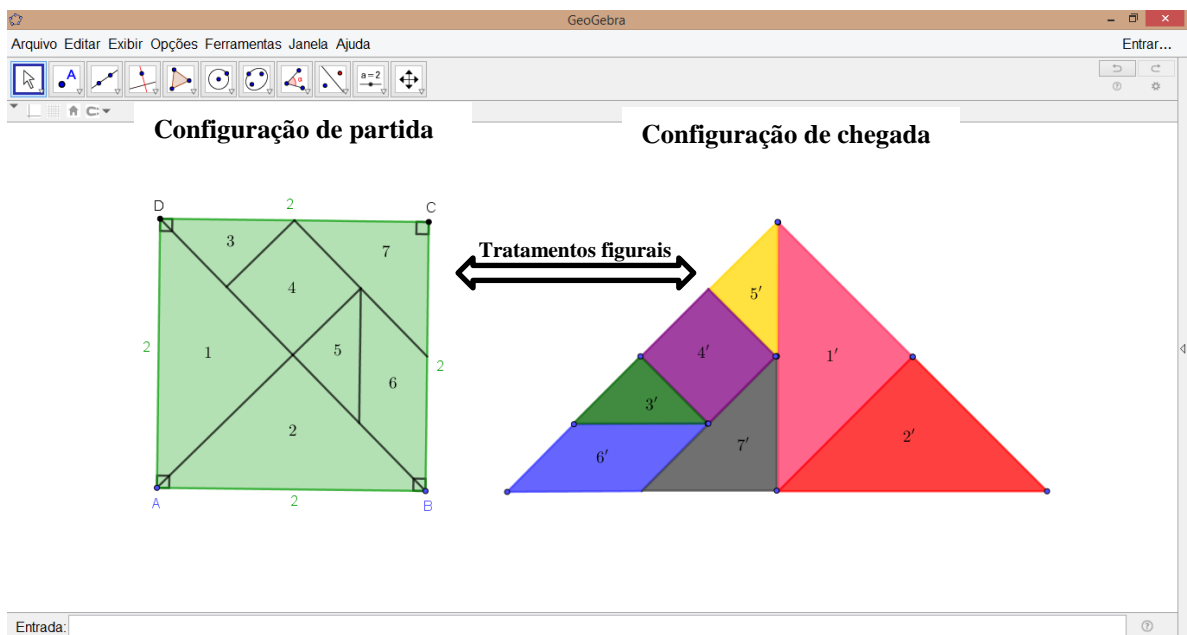 GeoGebra
Arquivo Editar Exibir Opções Ferramentas Janela Ajuda
Entrar...
A
a = 2
Configuração de partida
Configuração de chegada
D
2
C
3
7
4
Tratamentos figurais
5′
2
1
5
2
6
4′
1′
3′
2
2′
7′
6′
A
2
B
Entrada: